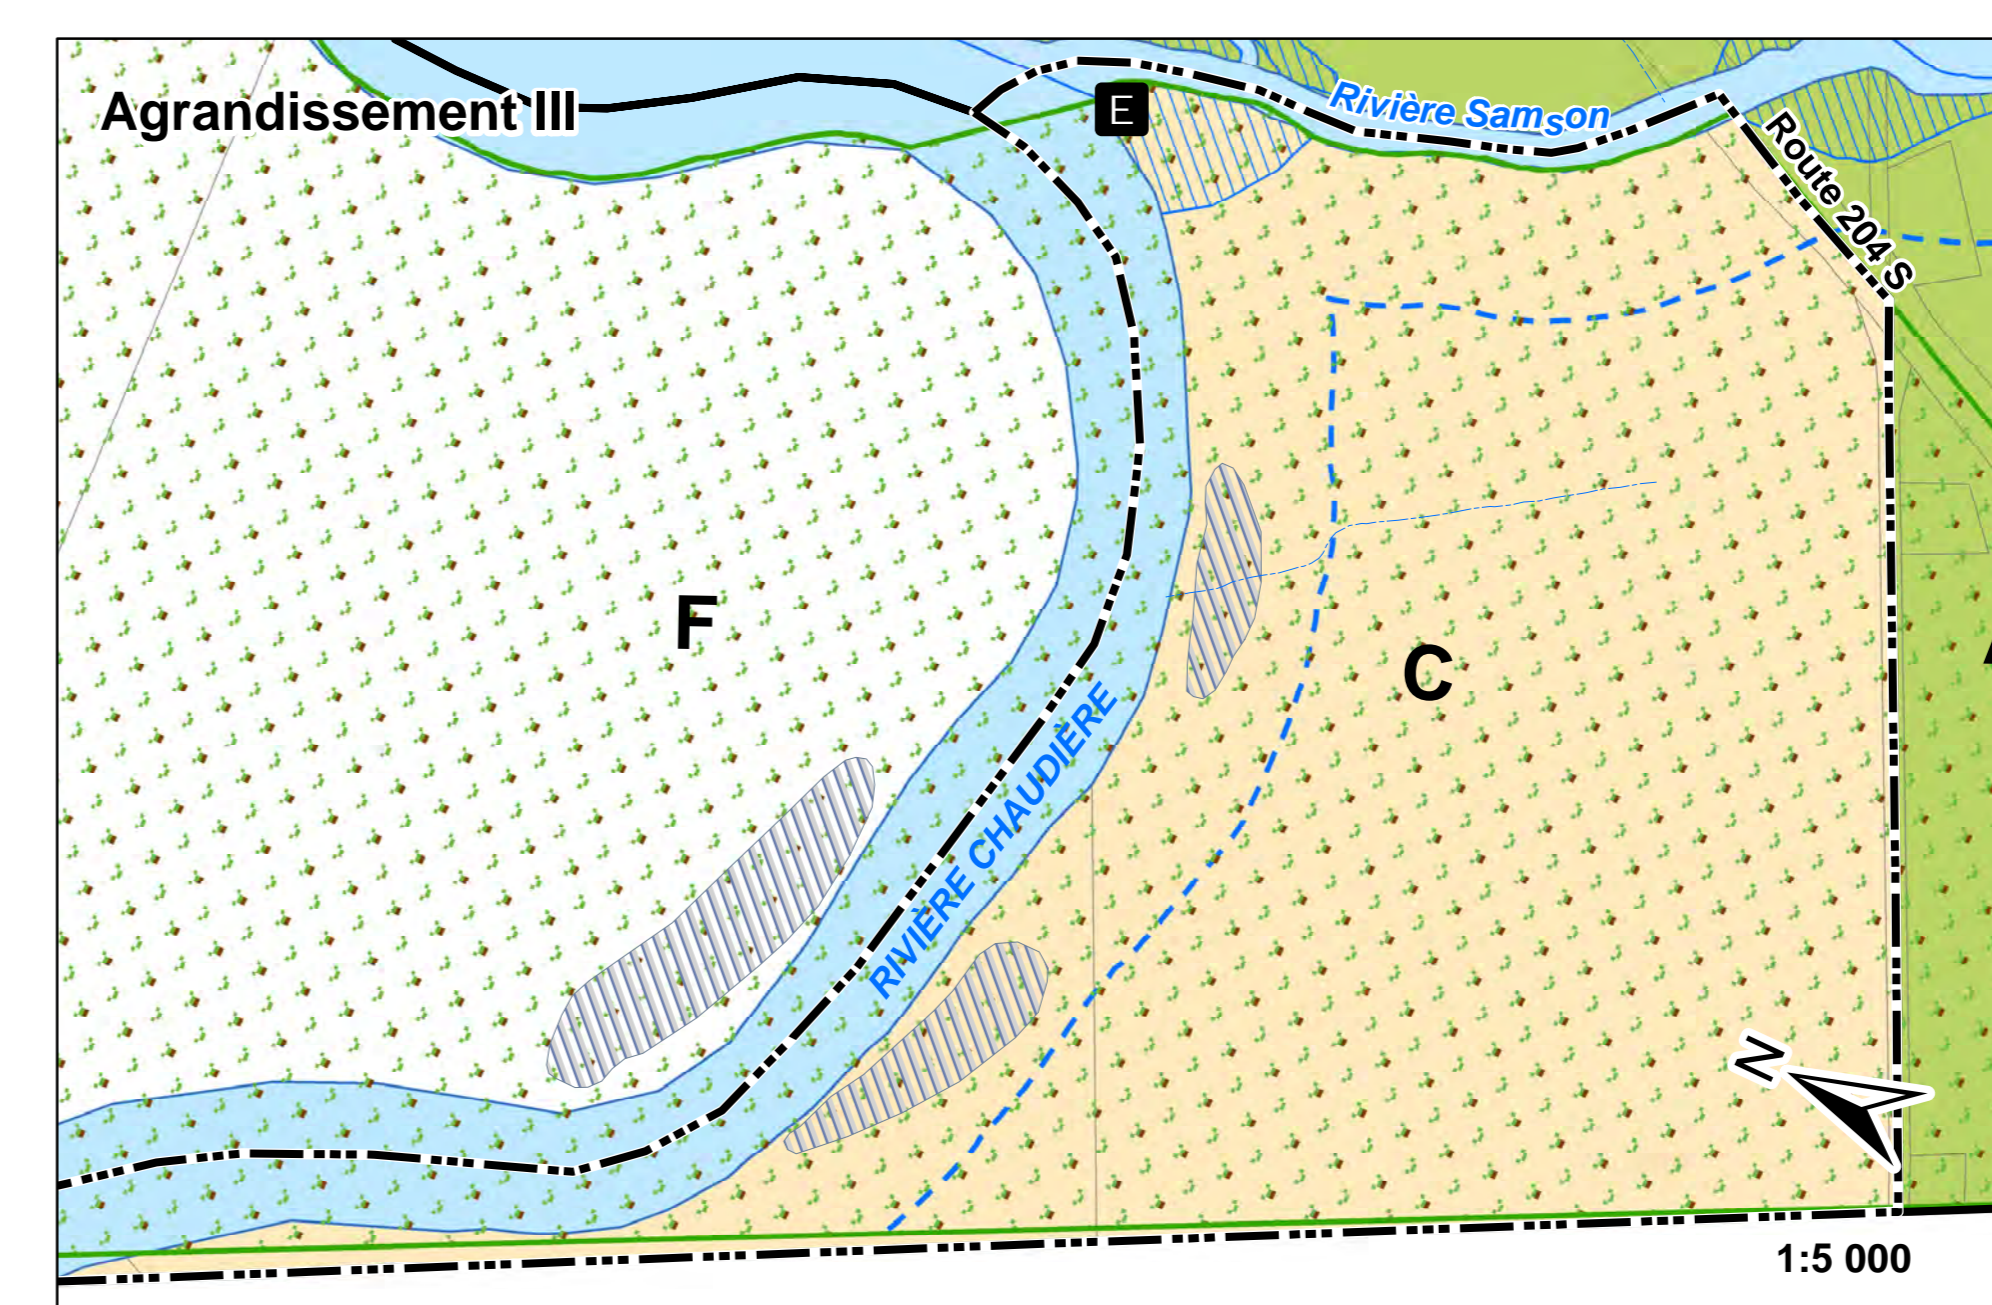 Agrandissement III
E
Rivière Samson
Route 204 S
F
C
RIVIÈRE CHAUDIÈRE
N
1:5 000